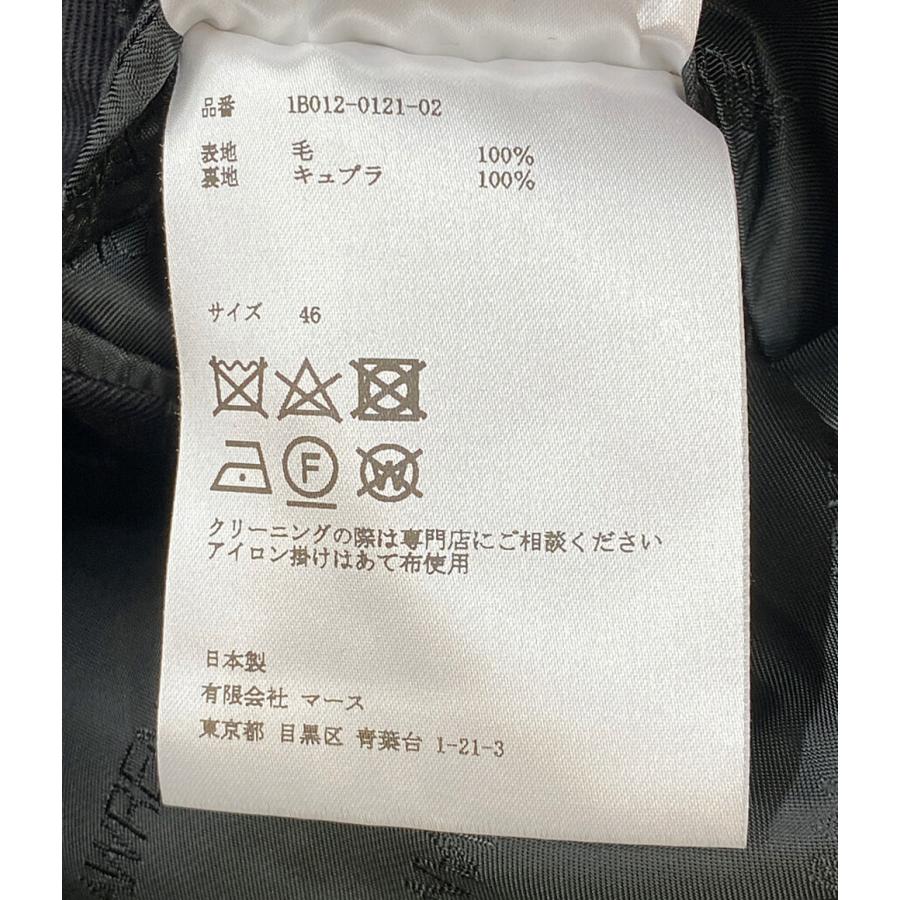 品番 1B012-0121-02
表地 毛 100%
裏地 キュプラ 100%
サイズ 46
F
W
クリーニングの際は専門店にご相談ください
アイロン掛けはあて布使用
日本製
有限会社 マース
東京都 目黒区 青葉台 1-21-3